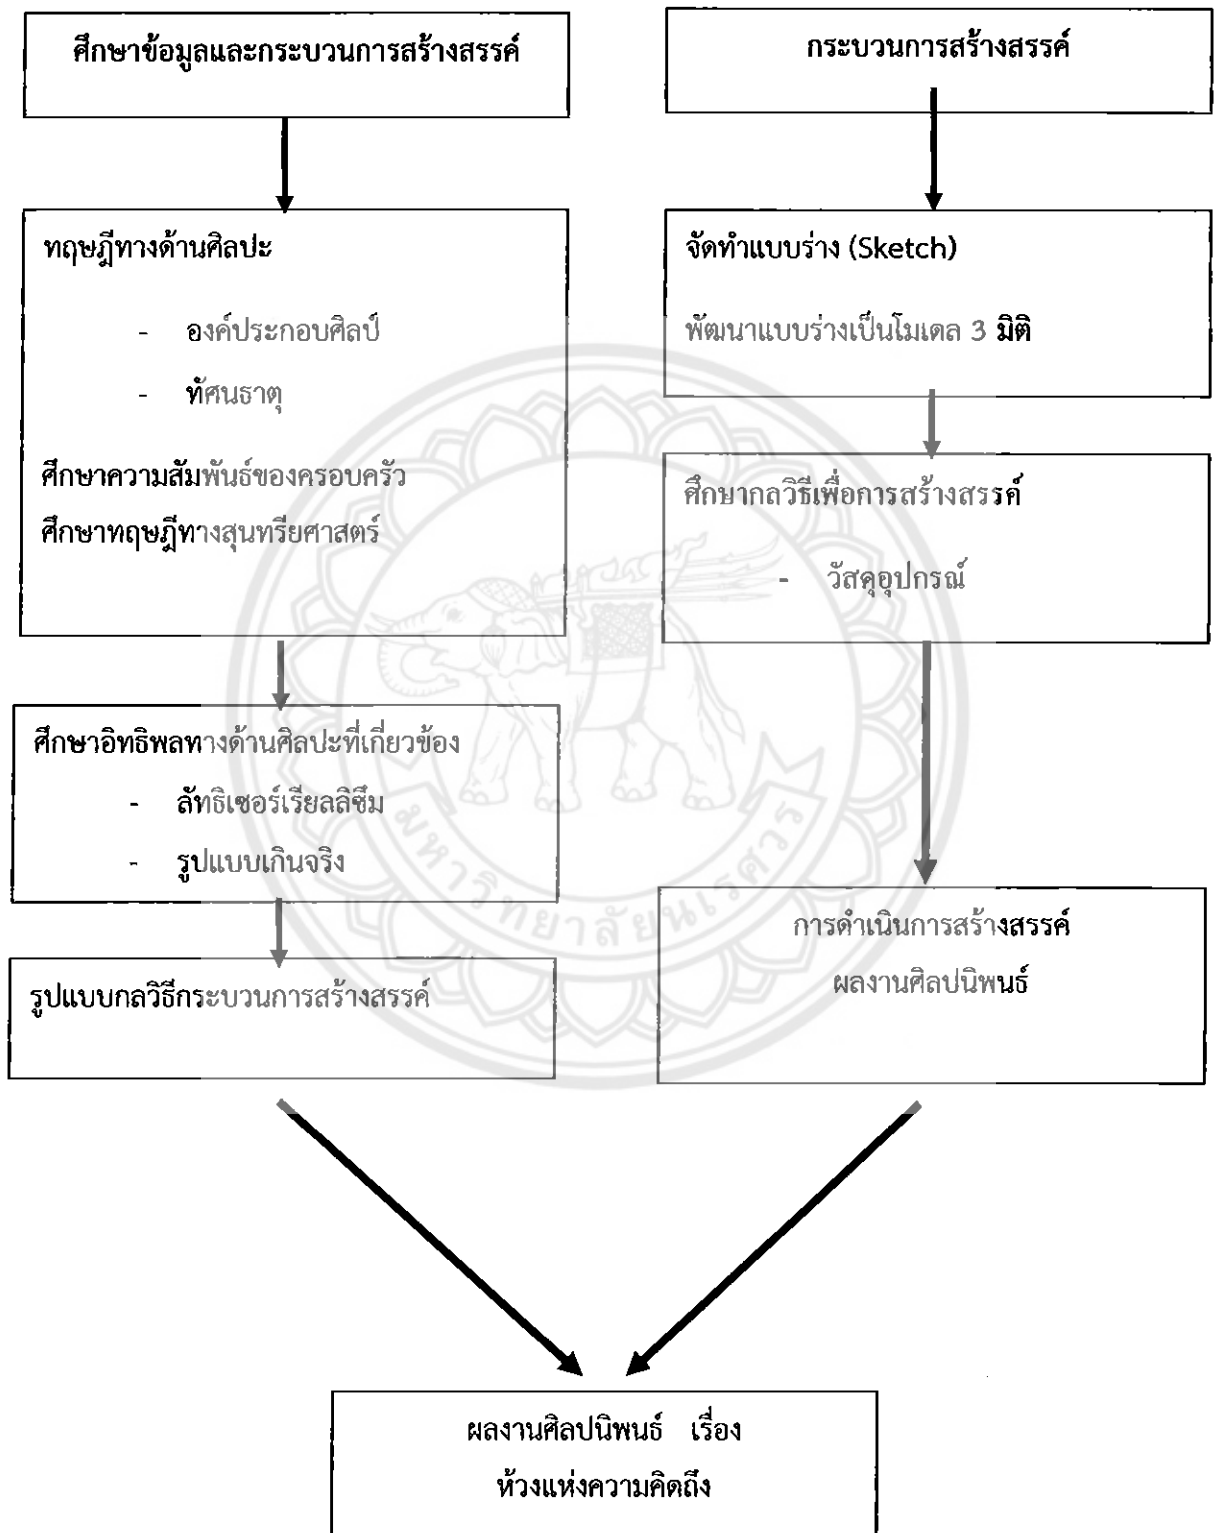 ศึกษาข้อมูลและกระบวนการสร้างสรรค์
ทฤษฎีทางด้านศิลปะ
- องค์ประกอบศิลป์
- ทัศนธาตุ
ศึกษาความสัมพันธ์ของครอบครัว
ศึกษาทฤษฎีทางสุนทรียศาสตร์
ศึกษาอิทธิพลทางด้านศิลปะที่เกี่ยวข้อง
- ลัทธิเซอร์เรียลลิซึม
- รูปแบบเกินจริง
รูปแบบกลวิธีกระบวนการสร้างสรรค์
กระบวนการสร้างสรรค์
จัดทำแบบร่าง (Sketch)
พัฒนาแบบร่างเป็นโมเดล 3 มิติ
ศึกษากลวิธีเพื่อการสร้างสรรค์
- วัสดุอุปกรณ์
การดำเนินการสร้างสรรค์
ผลงานศิลปนิพนธ์
ผลงานศิลปนิพนธ์ เรื่อง
ห้วงแห่งความคิดถึง
มหาวิทยาลัยนเรศวร